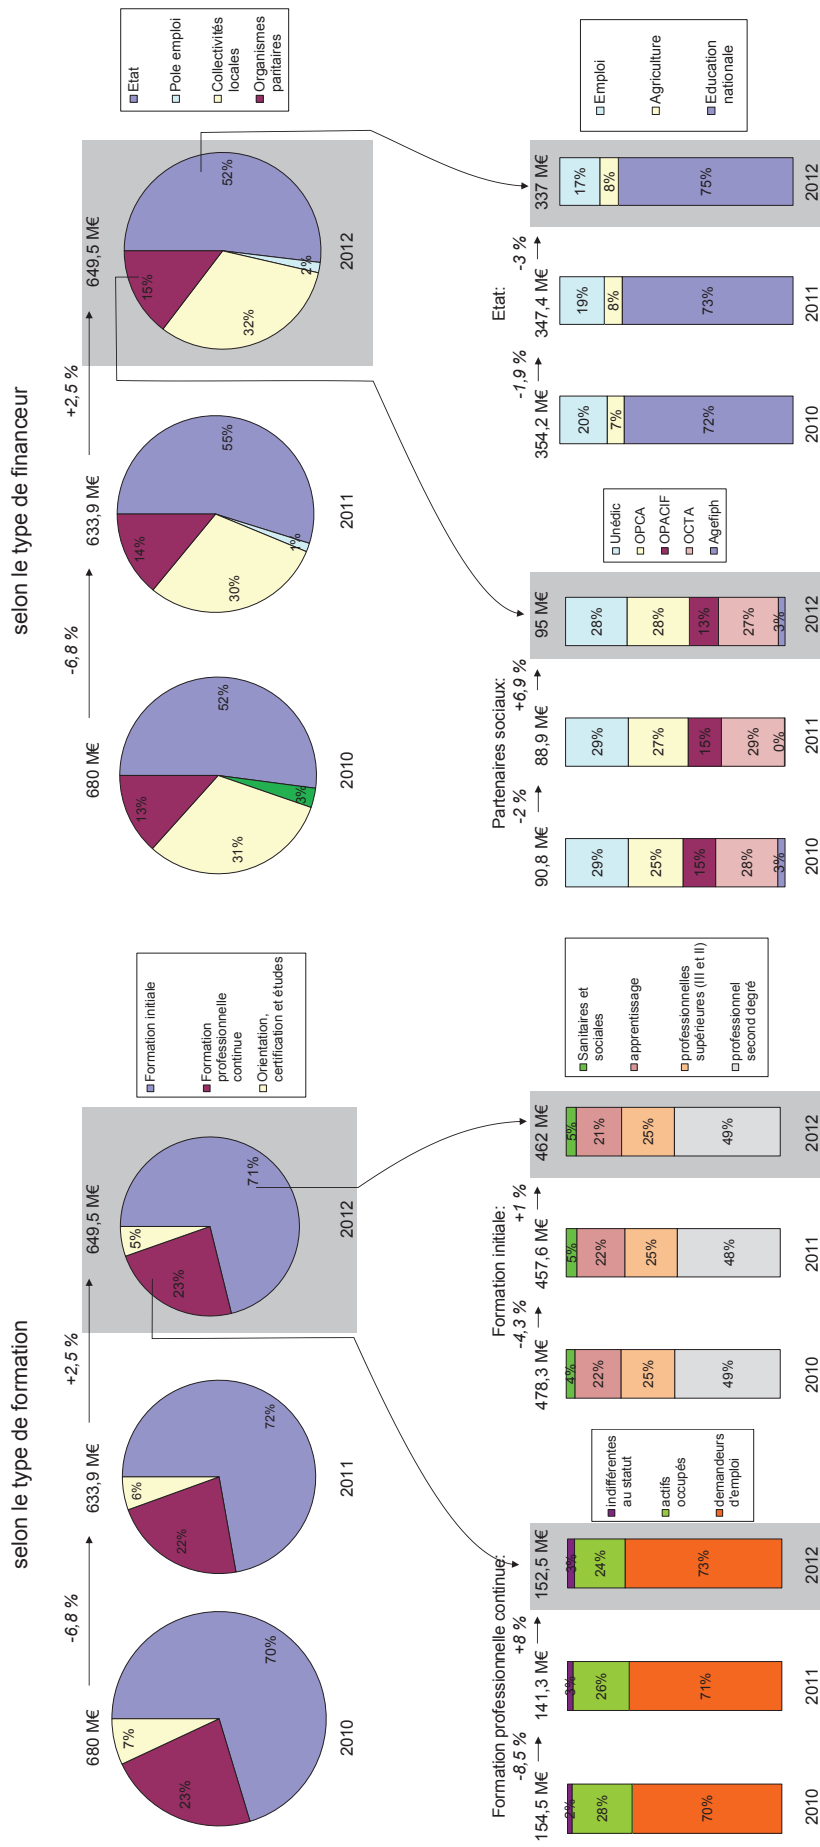 selon le type de formation
680 M€
-6,8 %
633,9 M€
+2,5 %
649,5 M€
7%
23%
70%
2010
6%
22%
72%
2011
5%
23%
71%
2012
Formation initiale
Formation
professionnelle
continue
Orientation,
certification et études
Formation professionnelle continue:
154,5 M€
-8,5 %
141,3 M€
+8 %
152,5 M€
2%
28%
70%
2010
3%
26%
71%
2011
3%
24%
73%
2012
indifférentes
au statut
actifs
occupés
demandeurs
d'emploi
Formation initiale:
478,3 M€
-4,3 %
457,6 M€
+1 %
462 M€
4%
22%
25%
49%
2010
5%
22%
25%
48%
2011
5%
21%
25%
49%
2012
Sanitaires et
sociales
apprentissage
professionnelles
supérieures (III et II)
professionnel
second degré
selon le type de financeur
680 M€
-6,8 %
633,9 M€
+2,5 %
649,5 M€
13%
52%
31%
3%
2010
14%
55%
30%
1%
2011
15%
52%
32%
2%
2012
Etat
Pole emploi
Collectivités
locales
Organismes
paritaires
Partenaires sociaux:
90,8 M€
-2 %
88,9 M€
+6,9 %
95 M€
29%
25%
15%
28%
3%
2010
29%
27%
15%
29%
0%
2011
28%
28%
13%
27%
3%
2012
Unédic
OPCA
OPACIF
OCTA
Agefiph
Etat:
354,2 M€
-1,9 %
347,4 M€
-3 %
337 M€
20%
7%
72%
2010
19%
8%
73%
2011
17%
8%
75%
2012
Emploi
Agriculture
Education
nationale